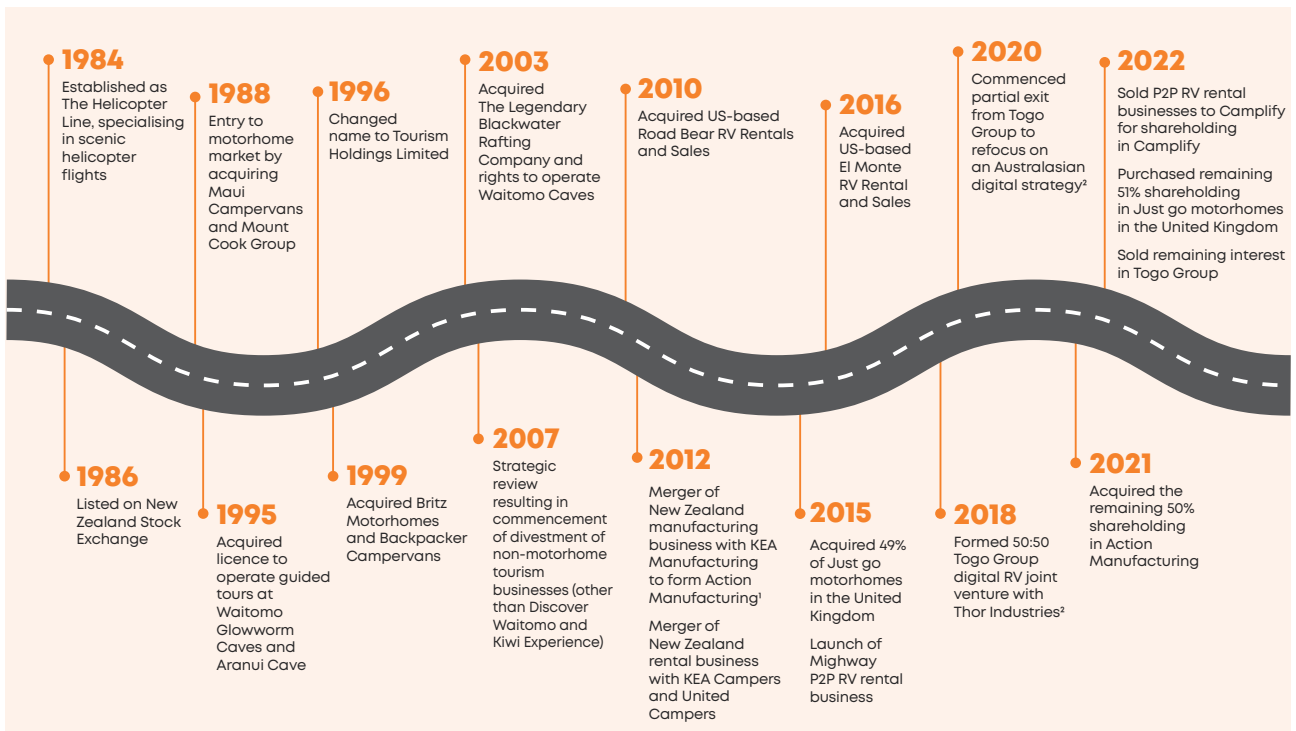 1984
Established as
The Helicopter
Line, specialising
in scenic
helicopter
flights
1986
Listed on New
Zealand Stock
Exchange
1988
Entry to
motorhome
market by
acquiring
Maui
Campervans
and Mount
Cook Group
1995
Acquired
licence to
operate guided
tours at
Waitomo
Glowworm
Caves and
Aranui Cave
1996
Changed
name to Tourism
Holdings Limited
1999
Acquired Britz
Motorhomes
and Backpacker
Campervans
2003
Acquired
The Legendary
Blackwater
Rafting
Company and
rights to operate
Waitomo Caves
2007
Strategic
review
resulting in
commencement
of divestment of
non-motorhome
tourism
businesses (other
than Discover
Waitomo and
Kiwi Experience)
2010
Acquired US-based
Road Bear RV Rentals
and Sales
2012
Merger of
New Zealand
manufacturing
business with KEA
Manufacturing
to form Action
Manufacturing¹
Merger of
New Zealand
rental business
with KEA Campers
and United
Campers
2015
Acquired 49%
of Just go
motorhomes
in the United
Kingdom
Launch of
Mighway
P2P RV rental
business
2016
Acquired
US-based
El Monte
RV Rental
and Sales
2018
Formed 50:50
Togo Group
digital RV joint
venture with
Thor Industries²
2020
Commenced
partial exit
from Togo
Group to
refocus on
an Australasian
digital strategy²
2021
Acquired the
remaining 50%
shareholding
in Action
Manufacturing
2022
Sold P2P RV rental
businesses to Camplify
for shareholding
in Camplify
Purchased remaining
51% shareholding
in Just go motorhomes
in the United Kingdom
Sold remaining interest
in Togo Group